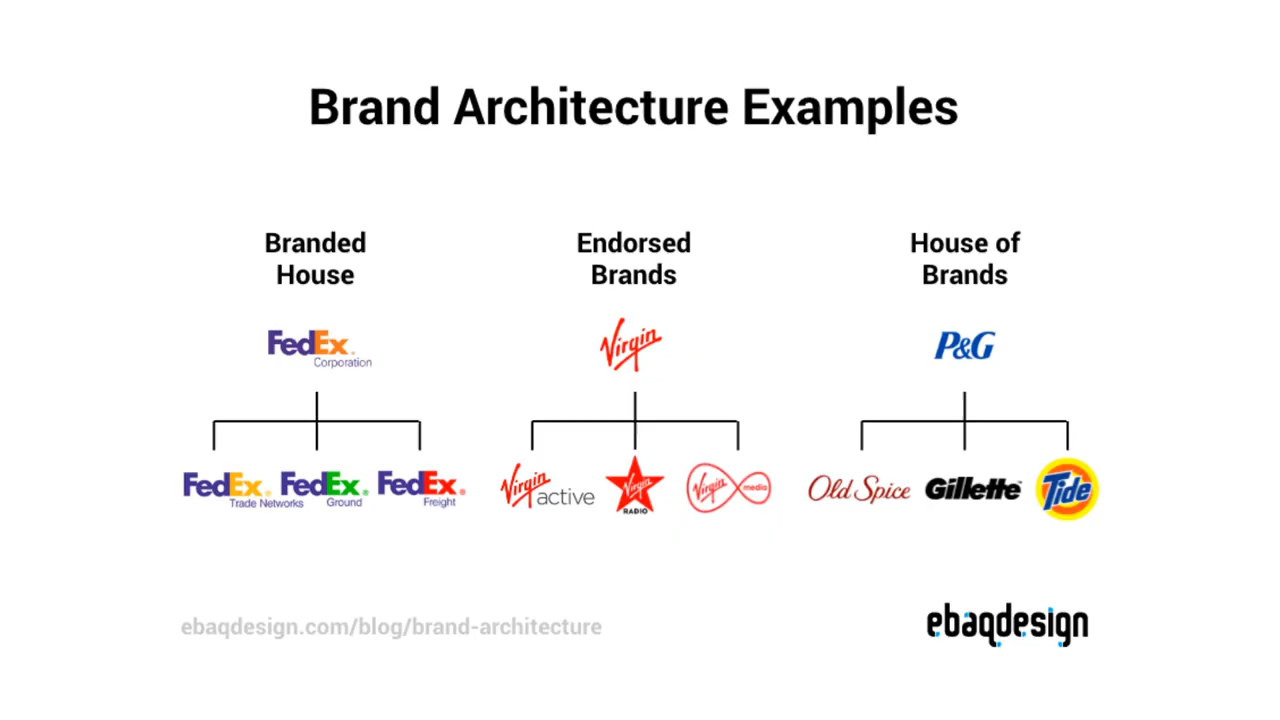 Brand Architecture Examples
Branded
House
FedEx
Corporation
FedEx
Trade Networks
FedEx
Ground
FedEx
Freight
Endorsed
Brands
Virgin
Virgin
active
Virgin
RADIO
Virgin
media
House of
Brands
P&G
Old Spice
Gillette
Tide
ebaqdesign.com/blog/brand-architecture
ebaqdesign